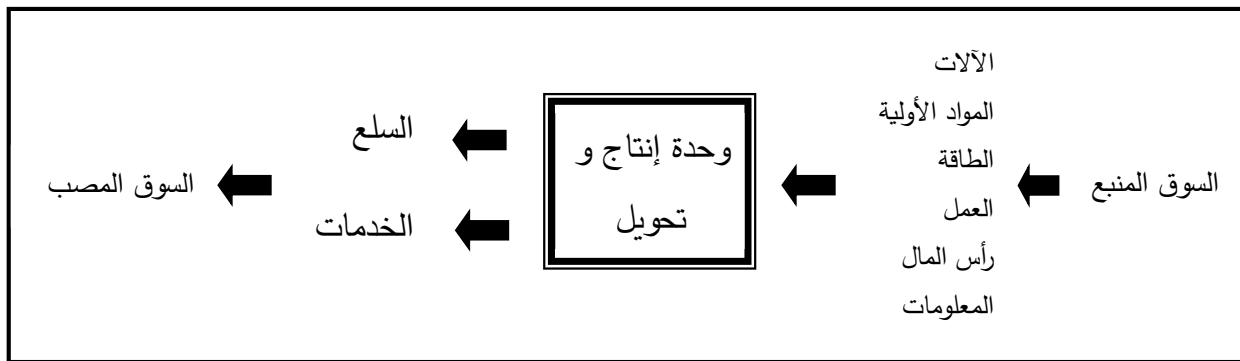 السوق المنبع
الآلات
المواد الأولية
الطاقة
العمل
رأس المال
المعلومات
وحدة إنتاج و
تحويل
السلع
الخدمات
السوق المصب